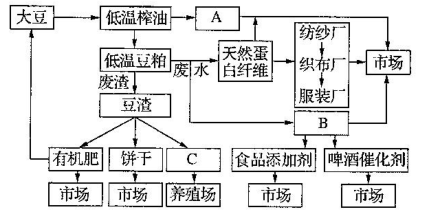 大豆
低温榨油
A
纺纱厂
低温豆粕
废水
天然蛋
白纤维
织布厂
市场
废渣
服装厂
豆渣
B
有机肥
饼干
C
食品添加剂
啤酒催化剂
市场
市场
养殖场
市场
市场